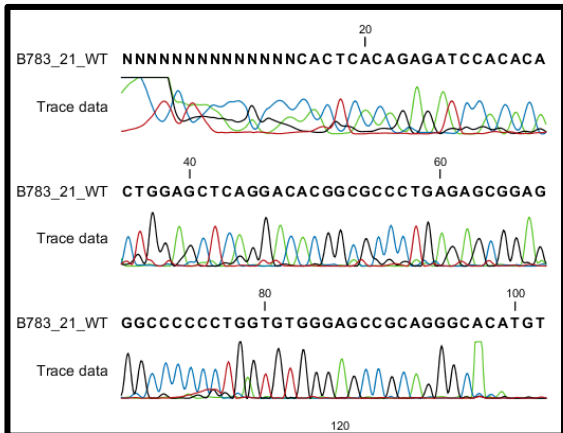 20
B783_21_WT NNNNNNNNNNNNNNCACTCACAGAGATCCACACA
Trace data
40 60
B783_21_WT CTGGAGCTCAGGACACGGCGCCCTGAGAGCGGAG
Trace data
80 100
B783_21_WT GGCCCCCCTGGTGTGGGAGCCGCAGGGCACATGT
Trace data
120